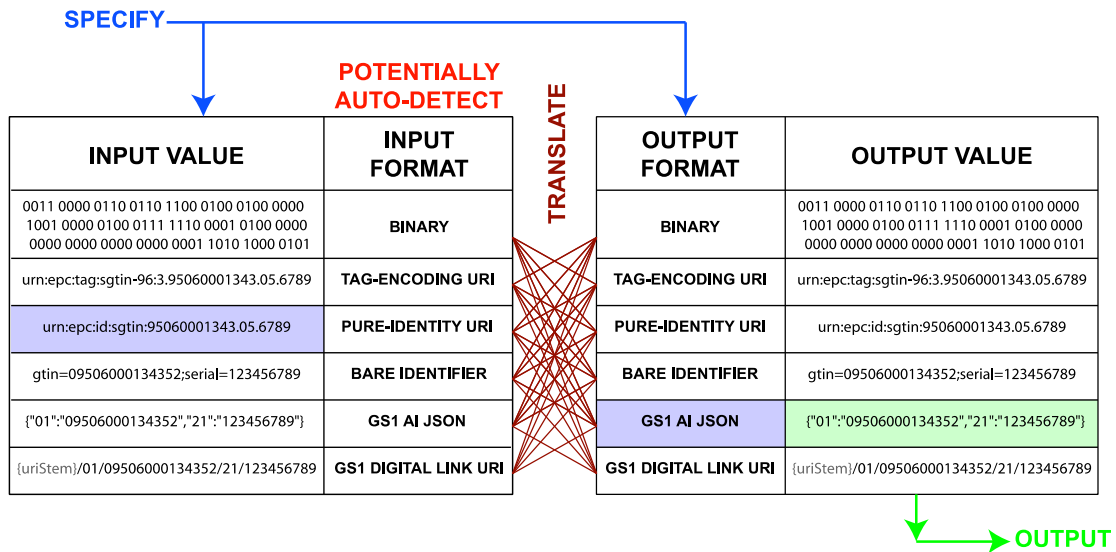 SPECIFY
POTENTIALLY
AUTO-DETECT
TRANSLATE
INPUT VALUE
INPUT
FORMAT
OUTPUT
FORMAT
OUTPUT VALUE
0011 0000 0110 0110 1100 0100 0100 0000
1001 0000 0100 0111 1110 0001 0100 0000
0000 0000 0000 0000 0001 1010 1000 0101
BINARY
BINARY
0011 0000 0110 0110 1100 0100 0100 0000
1001 0000 0100 0111 1110 0001 0100 0000
0000 0000 0000 0000 0001 1010 1000 0101
urn:epc:tag:sgtin-96:3.95060001343.05.6789
TAG-ENCODING URI
TAG-ENCODING URI
urn:epc:tag:sgtin-96:3.95060001343.05.6789
urn:epc:id:sgtin:95060001343.05.6789
PURE-IDENTITY URI
PURE-IDENTITY URI
urn:epc:id:sgtin:95060001343.05.6789
gtin=09506000134352;serial=123456789
BARE IDENTIFIER
BARE IDENTIFIER
gtin=09506000134352;serial=123456789
{"01":"09506000134352","21":"123456789"}
GS1 AI JSON
GS1 AI JSON
{"01":"09506000134352","21":"123456789"}
{uriStem}/01/09506000134352/21/123456789
GS1 DIGITAL LINK URI
GS1 DIGITAL LINK URI
{uriStem}/01/09506000134352/21/123456789
OUTPUT